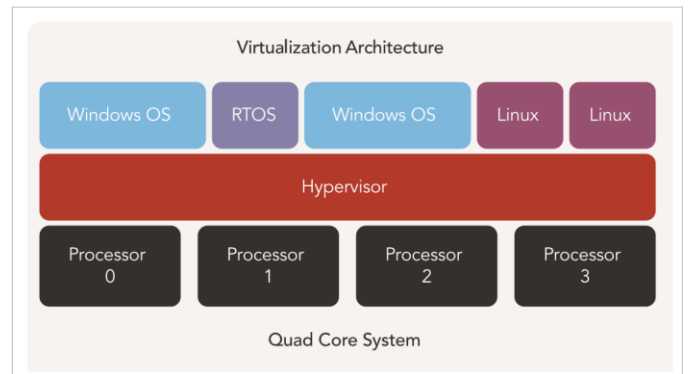 Virtualization Architecture
Windows OS
RTOS
Windows OS
Linux
Linux
Hypervisor
Processor
0
Processor
1
Processor
2
Processor
3
Quad Core System